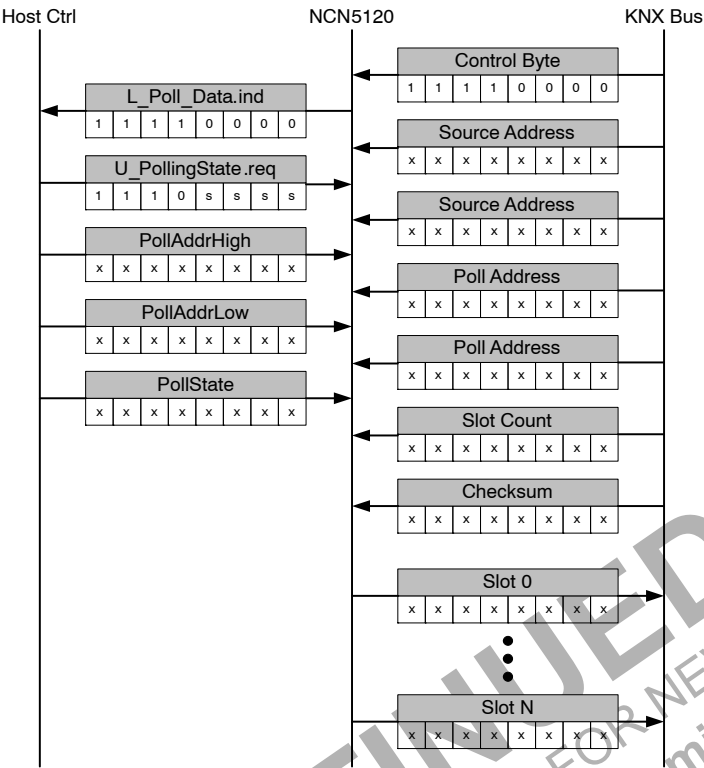 Host Ctrl NCN5120 KNX Bus
Control Byte
1 1 1 1 0 0 0 0
L_Poll_Data.ind
1 1 1 1 0 0 0 0
Source Address
x x x x x x x x
U_PollingState.req
1 1 1 0 s s s s
Source Address
x x x x x x x x
PollAddrHigh
x x x x x x x x
Poll Address
x x x x x x x x
PollAddrLow
x x x x x x x x
Poll Address
x x x x x x x x
PollState
x x x x x x x x
Slot Count
x x x x x x x x
Checksum
x x x x x x x x
Slot 0
x x x x x x x x
Slot N
x x x x x x x x
FOR